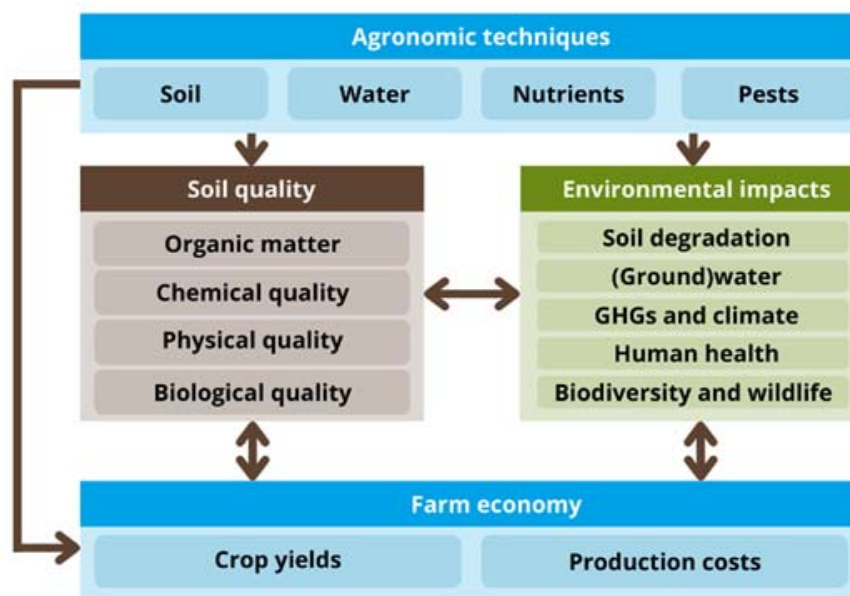 Agronomic techniques
Soil
Water
Nutrients
Pests
Soil quality
Organic matter
Chemical quality
Physical quality
Biological quality
Environmental impacts
Soil degradation
(Ground)water
GHGs and climate
Human health
Biodiversity and wildlife
Farm economy
Crop yields
Production costs